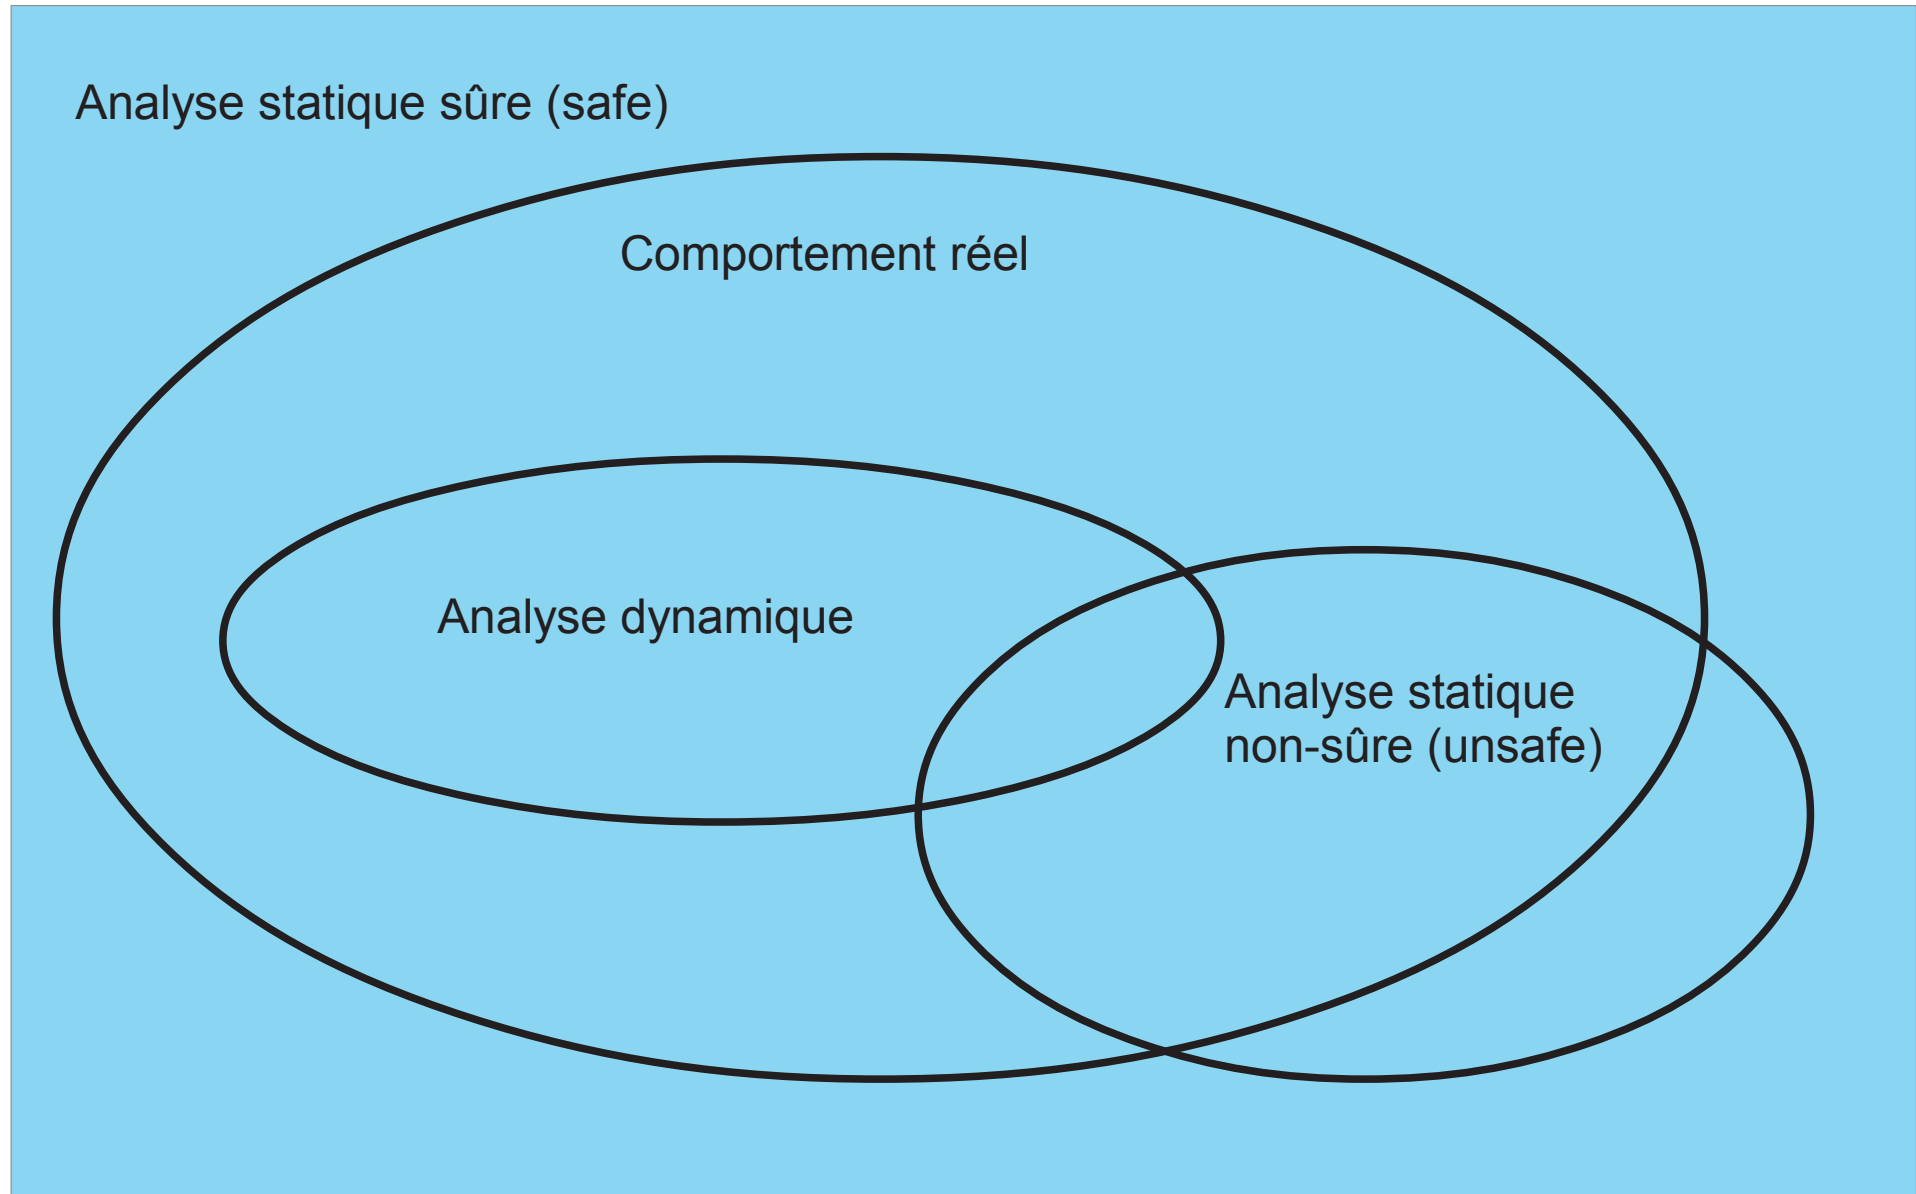 Analyse statique sûre (safe)
Comportement réel
Analyse dynamique
Analyse statique
non-sûre (unsafe)